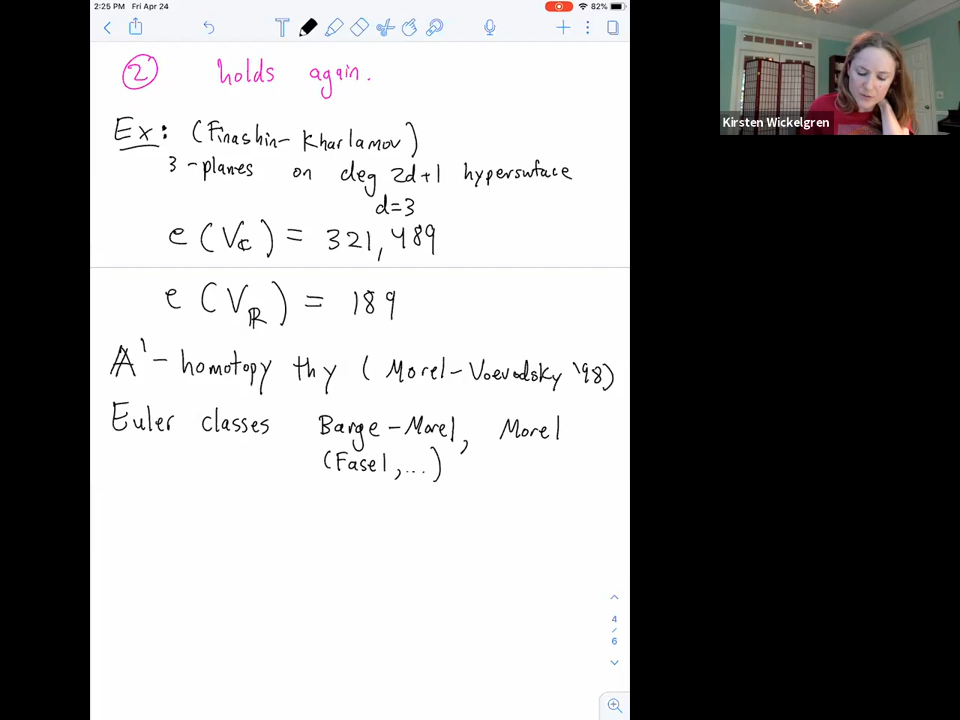 2:25 PM Fri Apr 24
82%
T
② holds again.
Ex: (Finashin-Kharlamov)
3-planes on deg 2d+1 hypersurface
d=3
e(V_ℂ) = 321,489
e(V_ℝ) = 189
𝔸¹-homotopy thy (Morel-Voevodsky '98)
Euler classes Barge-Morel, Morel
(Fasel,...)
4
/
6
Kirsten Wickelgren